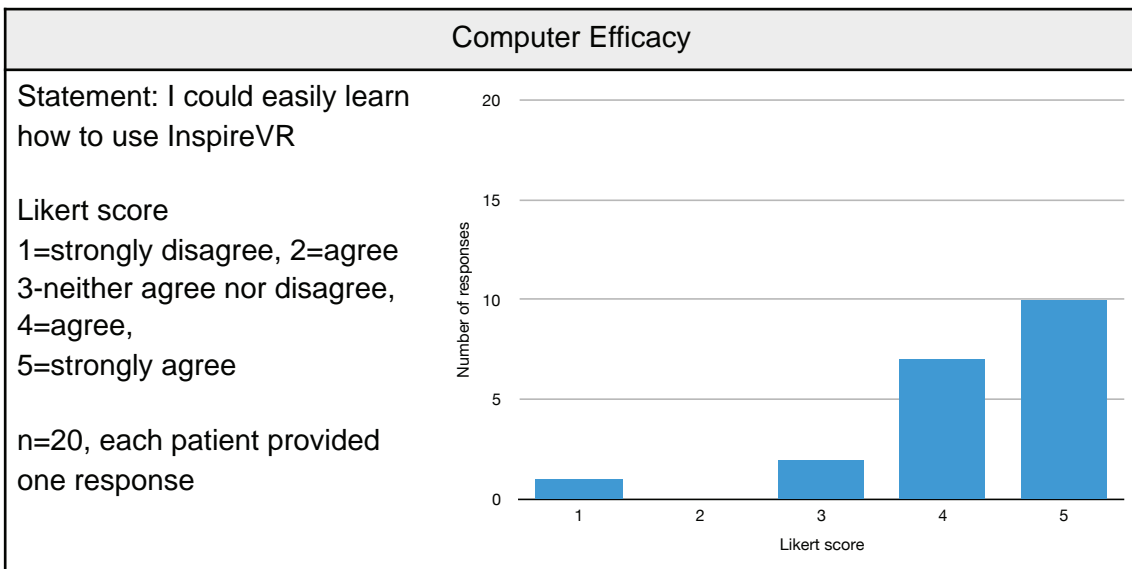 Computer Efficacy
Statement: I could easily learn
how to use InspireVR
Likert score
1=strongly disagree, 2=agree
3-neither agree nor disagree,
4=agree,
5=strongly agree
n=20, each patient provided
one response
Number of responses
20
15
10
5
0
1 2 3 4 5
Likert score